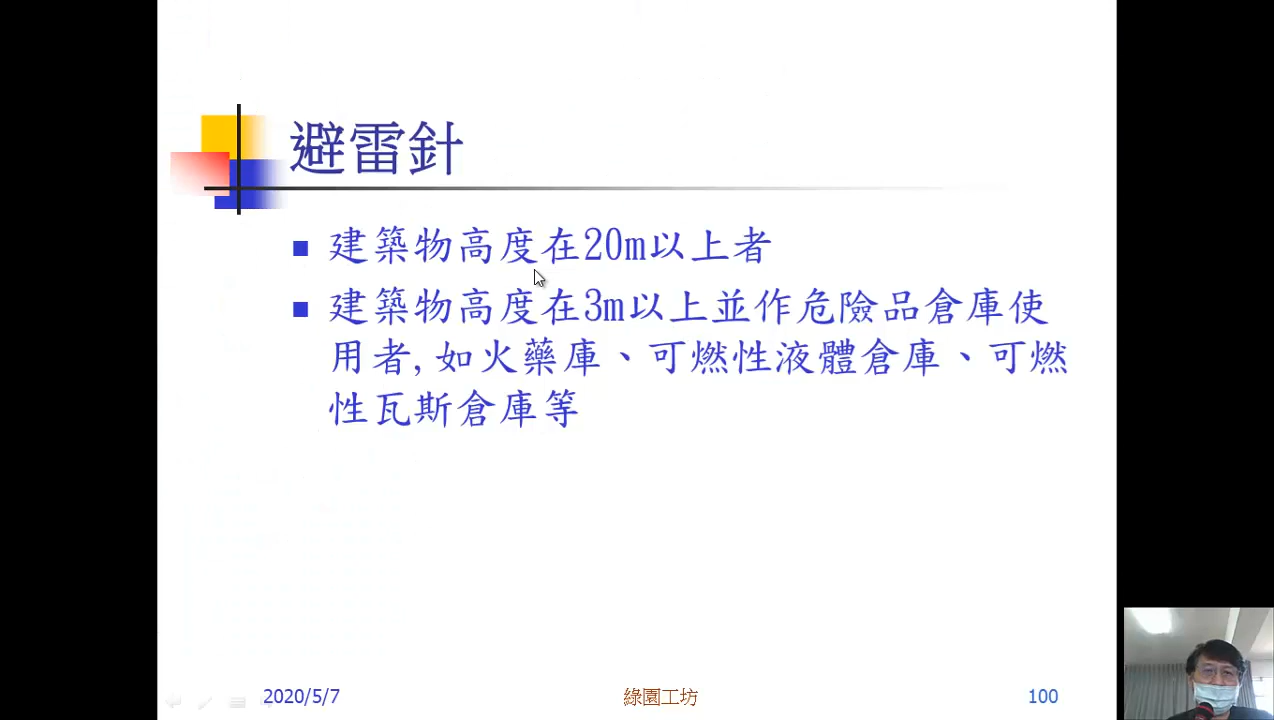 避雷針
建築物高度在20m以上者
建築物高度在3m以上並作危險品倉庫使
用者,如火藥庫、可燃性液體倉庫、可燃
性瓦斯倉庫等
2020/5/7
綠園工坊
100